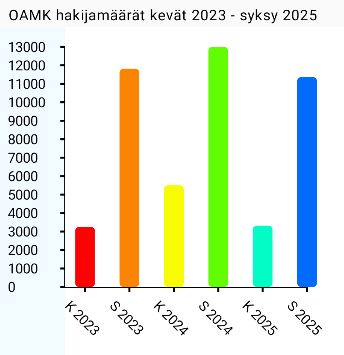 OAMK hakijamäärät kevät 2023 - syksy 2025
13000
12000
11000
10000
9000
8000
7000
6000
5000
4000
3000
2000
1000
0
K 2023
S 2023
K 2024
S 2024
K 2025
S 2025